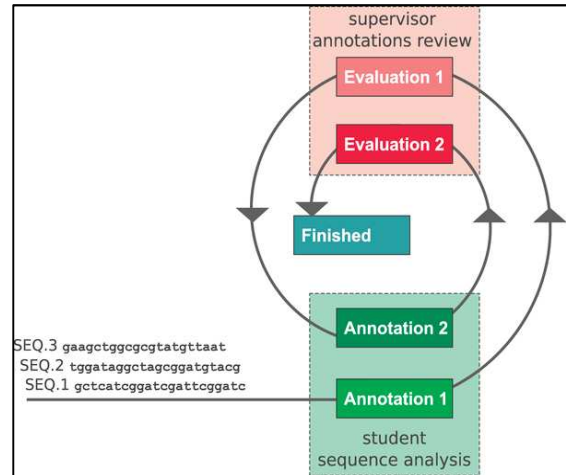 supervisor
annotations review
Evaluation 1
Evaluation 2
Finished
Annotation 2
SEQ.3 gaagctggcgcgtatgttaat
SEQ.2 tggataggctagcggatgtacg
SEQ.1 gctcatcggatcgattcggatc
Annotation 1
student
sequence analysis